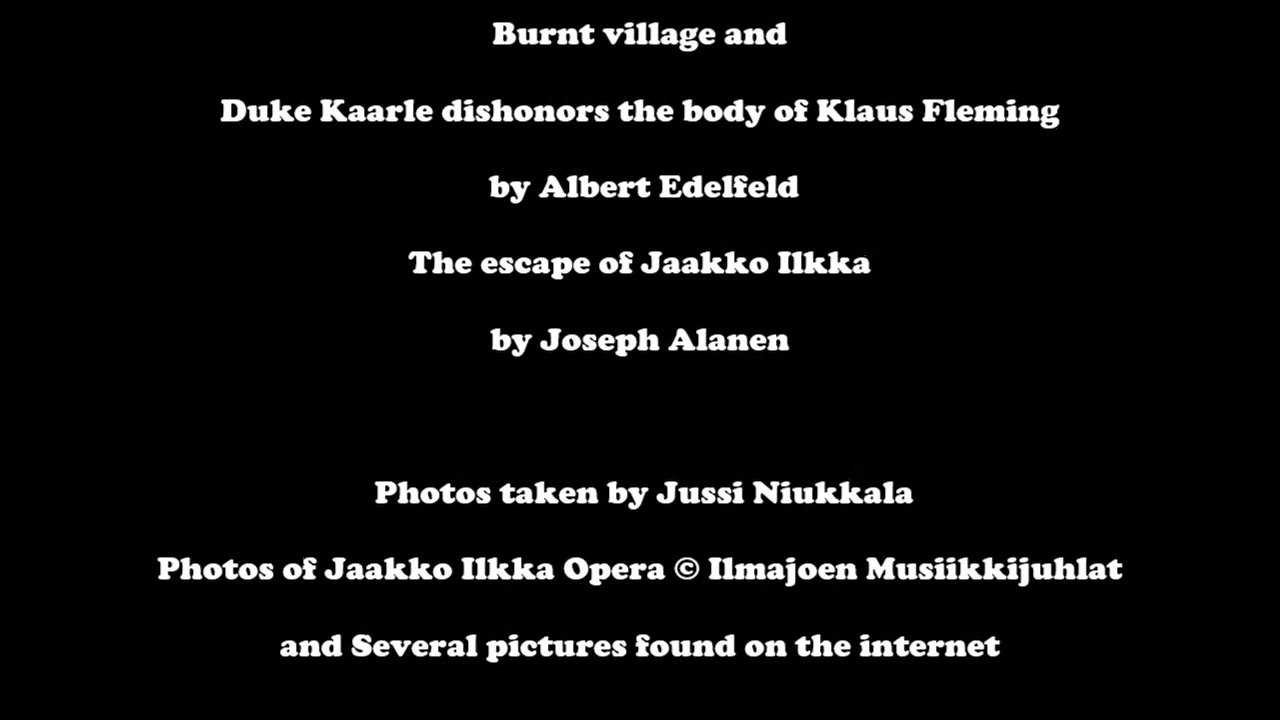 Burnt village and
Duke Kaarle dishonors the body of Klaus Fleming
by Albert Edelfeld
The escape of Jaakko Ilkka
by Joseph Alanen
Photos taken by Jussi Niukkala
Photos of Jaakko Ilkka Opera © Ilmajoen Musiikkijuhlat
and Several pictures found on the internet